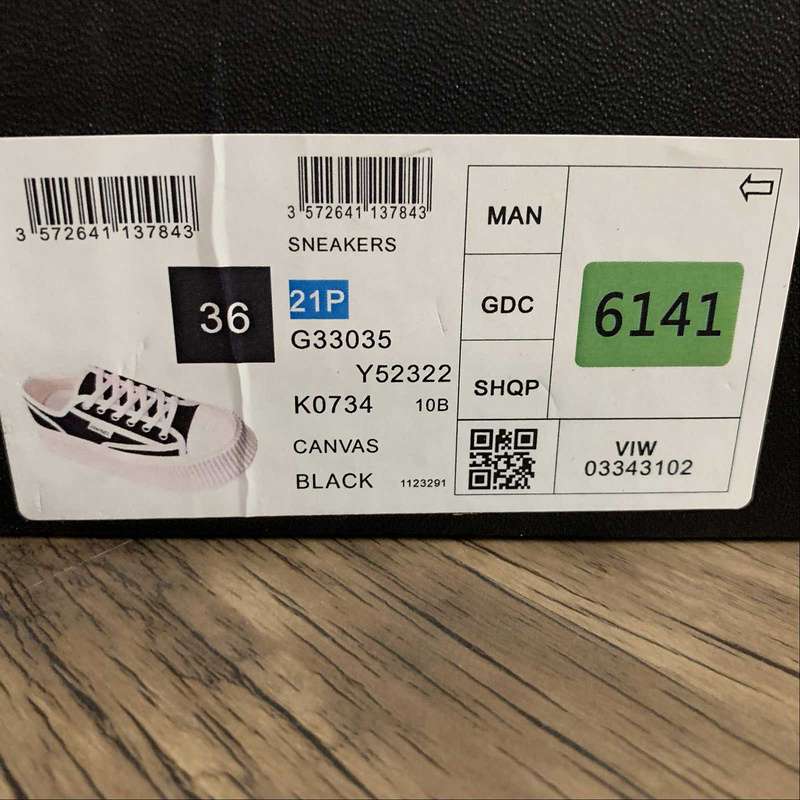 3 572641 137843
3 572641 137843
SNEAKERS
36
21P
G33035
Y52322
K0734 10B
CANVAS
BLACK 1123291
MAN
GDC
SHQP
6141
VIW
03343102